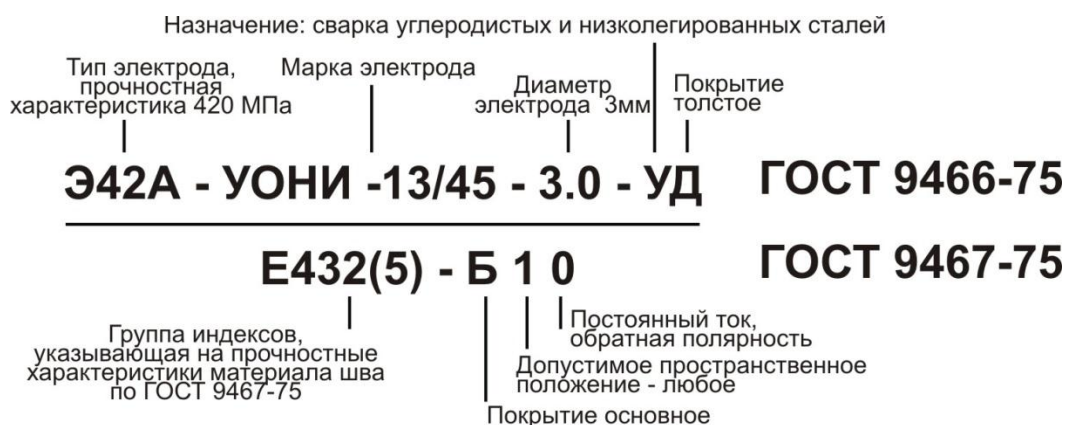 Назначение: сварка углеродистых и низколегированных сталей
Тип электрода,
прочностная
характеристика 420 МПа
Марка электрода
Диаметр
электрода 3мм
Покрытие
толстое
Э42А - УОНИ -13/45 - 3.0 - УД
ГОСТ 9466-75
Е432(5) - Б 1 0
ГОСТ 9467-75
Группа индексов,
указывающая на прочностные
характеристики материала шва
по ГОСТ 9467-75
Постоянный ток,
обратная полярность
Допустимое пространственное
положение - любое
Покрытие основное